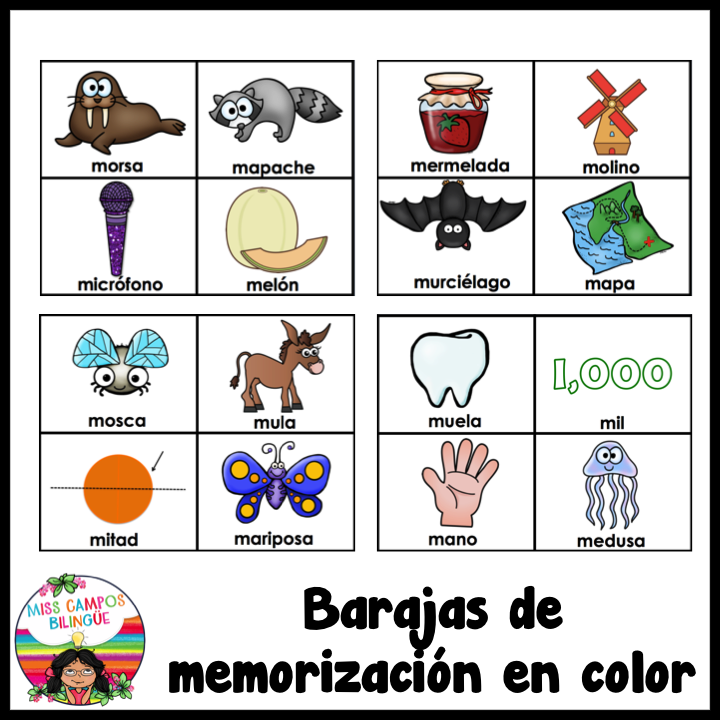 morsa
mapache
mermelada
molino
micrófono
melón
murciélago
mapa
mosca
mula
muela
1,000
mil
mitad
mariposa
mano
medusa
MISS CAMPOS
BILINGÜE
Barajas de
memorización en color